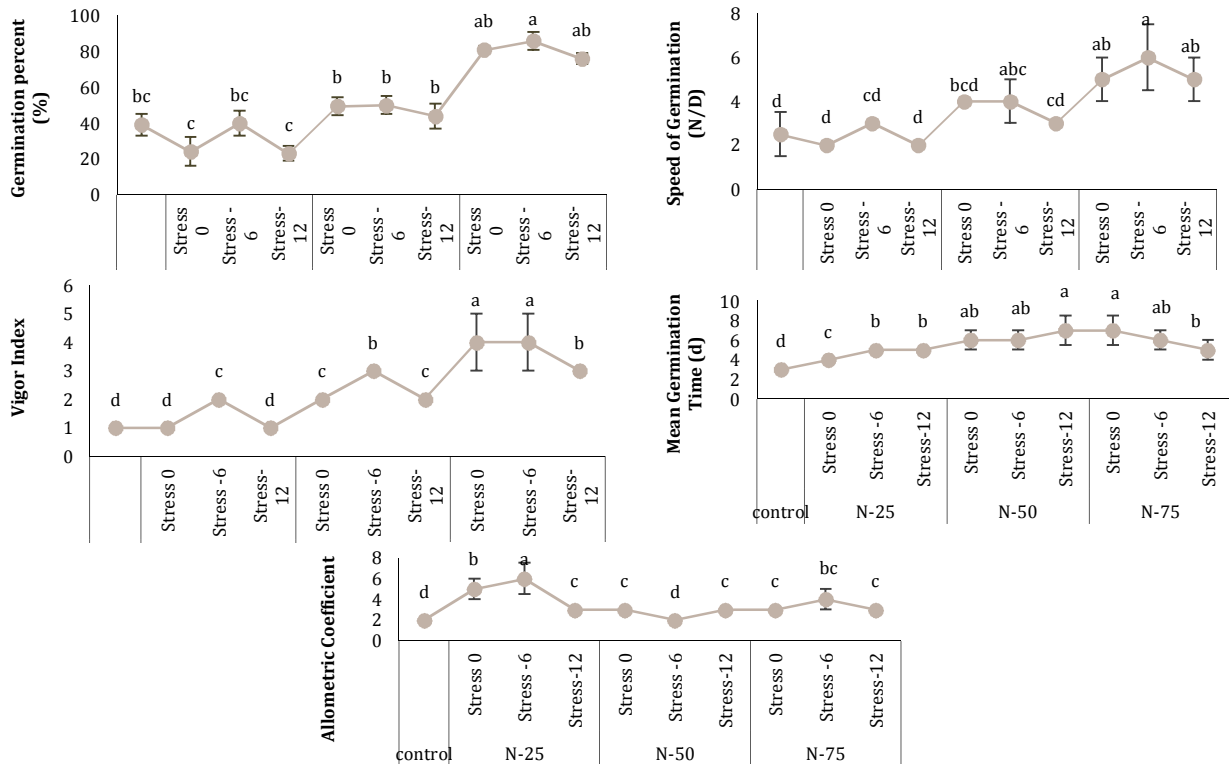 Germination percent
(%)
100
80
60
40
20
0
bc
c
bc
c
b
b
b
ab
a
ab
Stress
0
Stress -
6
Stress-
12
Stress
0
Stress -
6
Stress-
12
Stress
0
Stress -
6
Stress-
12
Speed of Germination
(N/D)
8
6
4
2
0
d
d
cd
d
bcd
abc
cd
ab
a
ab
Stress 0
Stress -
6
Stress-
12
Stress 0
Stress -
6
Stress-
12
Stress 0
Stress -
6
Stress-
12
Vigor Index
6
5
4
3
2
1
0
d
d
c
d
c
b
c
a
a
b
Stress 0
Stress -6
Stress-
12
Stress 0
Stress -6
Stress-
12
Stress 0
Stress -6
Stress-
12
Mean Germination
Time (d)
10
8
6
4
2
0
d
c
b
b
ab
ab
a
a
ab
b
Stress 0
Stress -6
Stress-12
Stress 0
Stress -6
Stress-12
Stress 0
Stress -6
Stress-12
control
N-25
N-50
N-75
Allometric Coefficient
8
6
4
2
0
d
b
a
c
c
d
c
c
bc
c
Stress 0
Stress -6
Stress-12
Stress 0
Stress -6
Stress-12
Stress 0
Stress -6
Stress-12
control
N-25
N-50
N-75